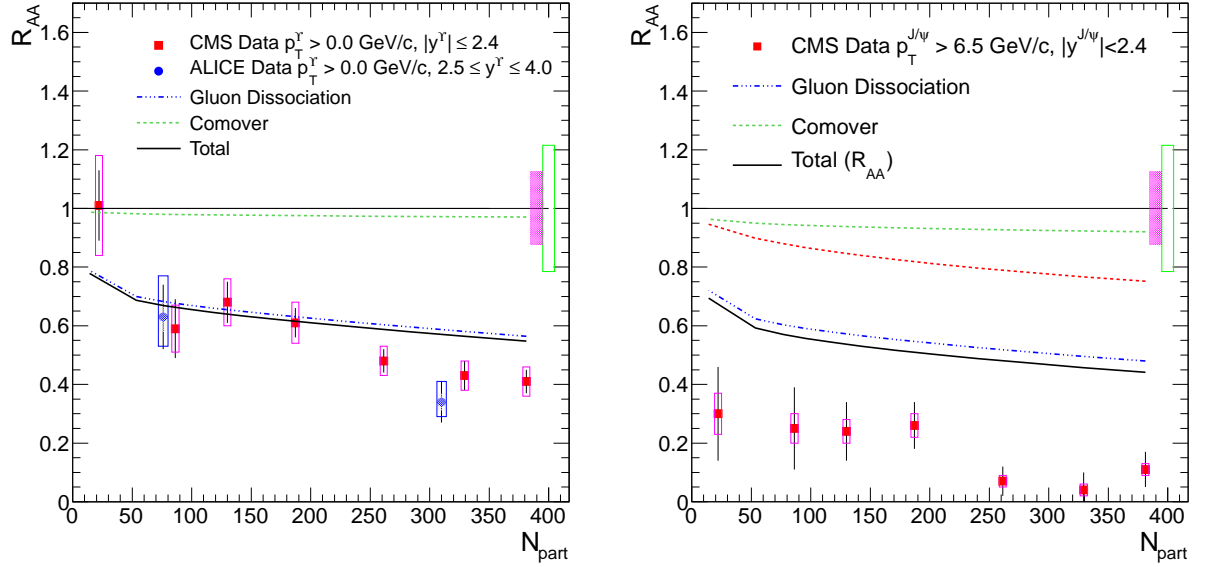 R_AA
1.6
1.4
1.2
1
0.8
0.6
0.4
0.2
0
CMS Data p_T^ϒ > 0.0 GeV/c, |y^ϒ| ≤ 2.4
ALICE Data p_T^ϒ > 0.0 GeV/c, 2.5 ≤ y^ϒ ≤ 4.0
Gluon Dissociation
Comover
Total
0 50 100 150 200 250 300 350 400
N_part
R_AA
1.6
1.4
1.2
1
0.8
0.6
0.4
0.2
0
CMS Data p_T^{J/ψ} > 6.5 GeV/c, |y^{J/ψ}|<2.4
Gluon Dissociation
Comover
Total (R_AA)
0 50 100 150 200 250 300 350 400
N_part